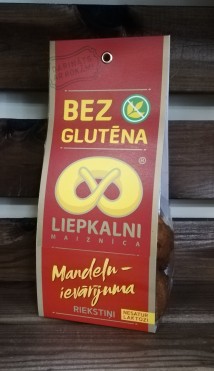 BEZ
GLUTĒNA
®
LIEPKALNI
MAIZNĪCA
Mandeļu-
ievārījuma
RIEKSTIŅI
NESATUR
LAKTOZI